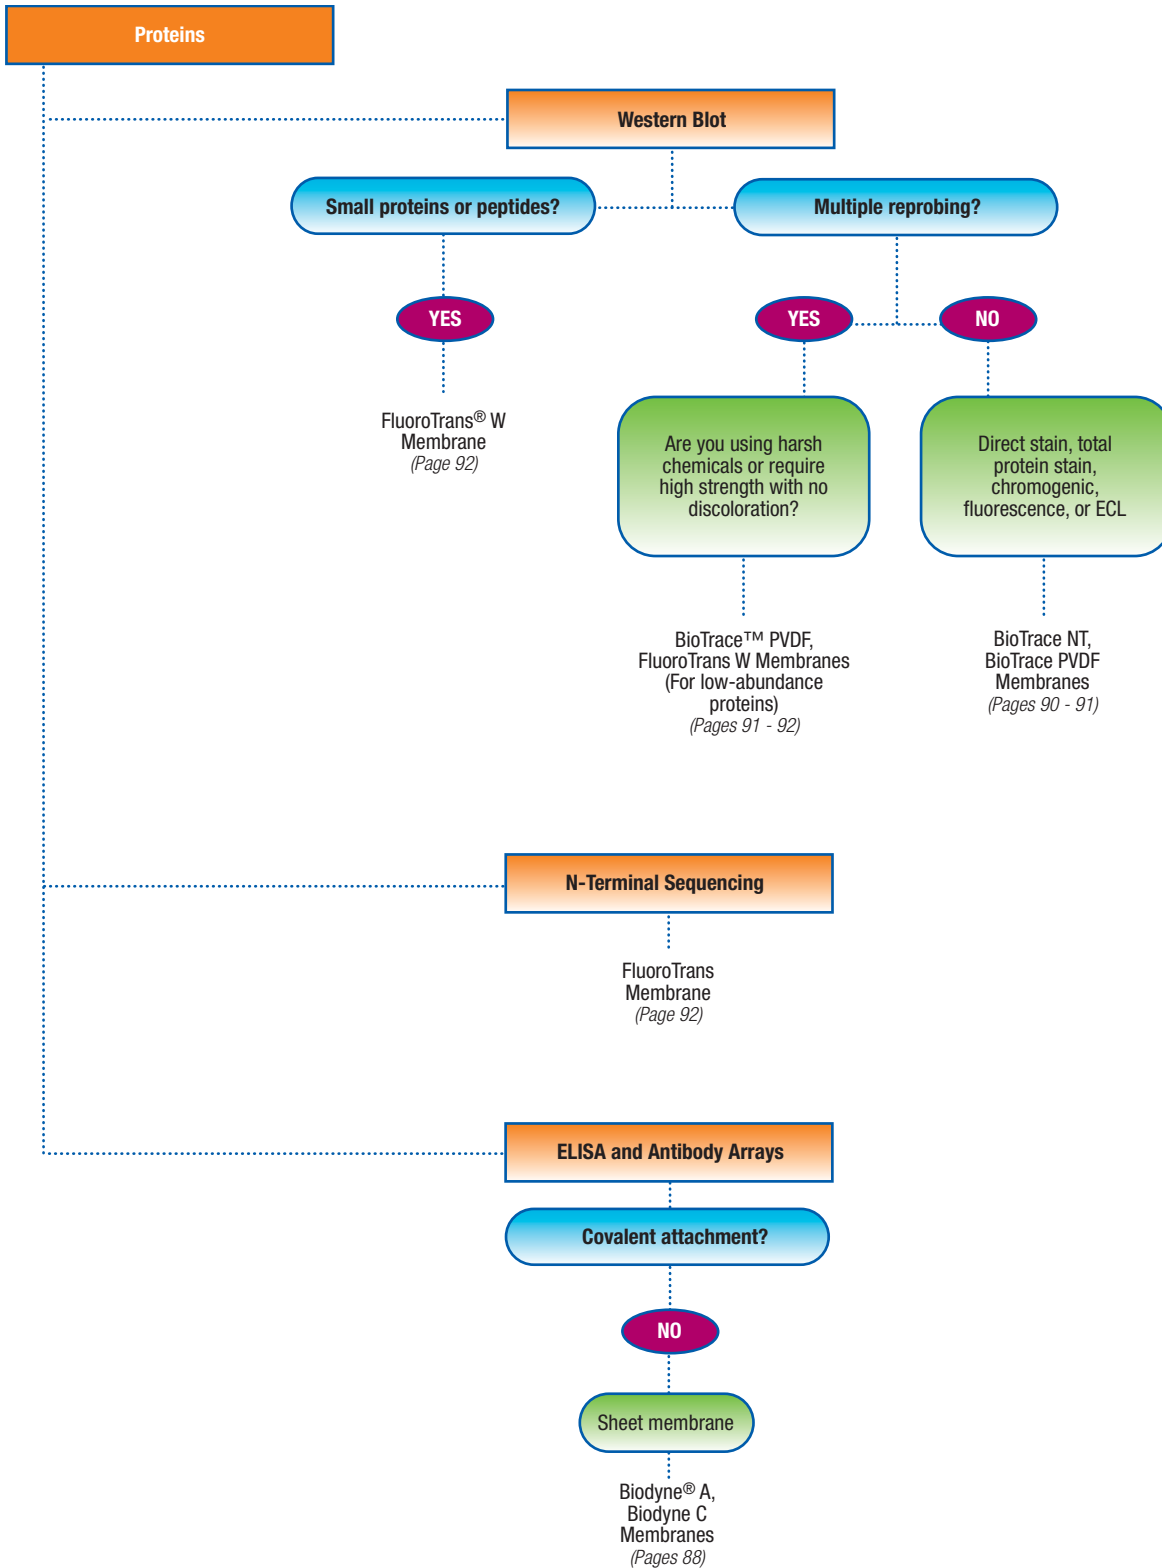 Proteins
Western Blot
Small proteins or peptides?
Multiple reprobing?
YES
YES
NO
FluoroTrans® W
Membrane
(Page 92)
Are you using harsh
chemicals or require
high strength with no
discoloration?
Direct stain, total
protein stain,
chromogenic,
fluorescence, or ECL
BioTrace™ PVDF,
FluoroTrans W Membranes
(For low-abundance
proteins)
(Pages 91 - 92)
BioTrace NT,
BioTrace PVDF
Membranes
(Pages 90 - 91)
N-Terminal Sequencing
FluoroTrans
Membrane
(Page 92)
ELISA and Antibody Arrays
Covalent attachment?
NO
Sheet membrane
Biodyne® A,
Biodyne C
Membranes
(Pages 88)